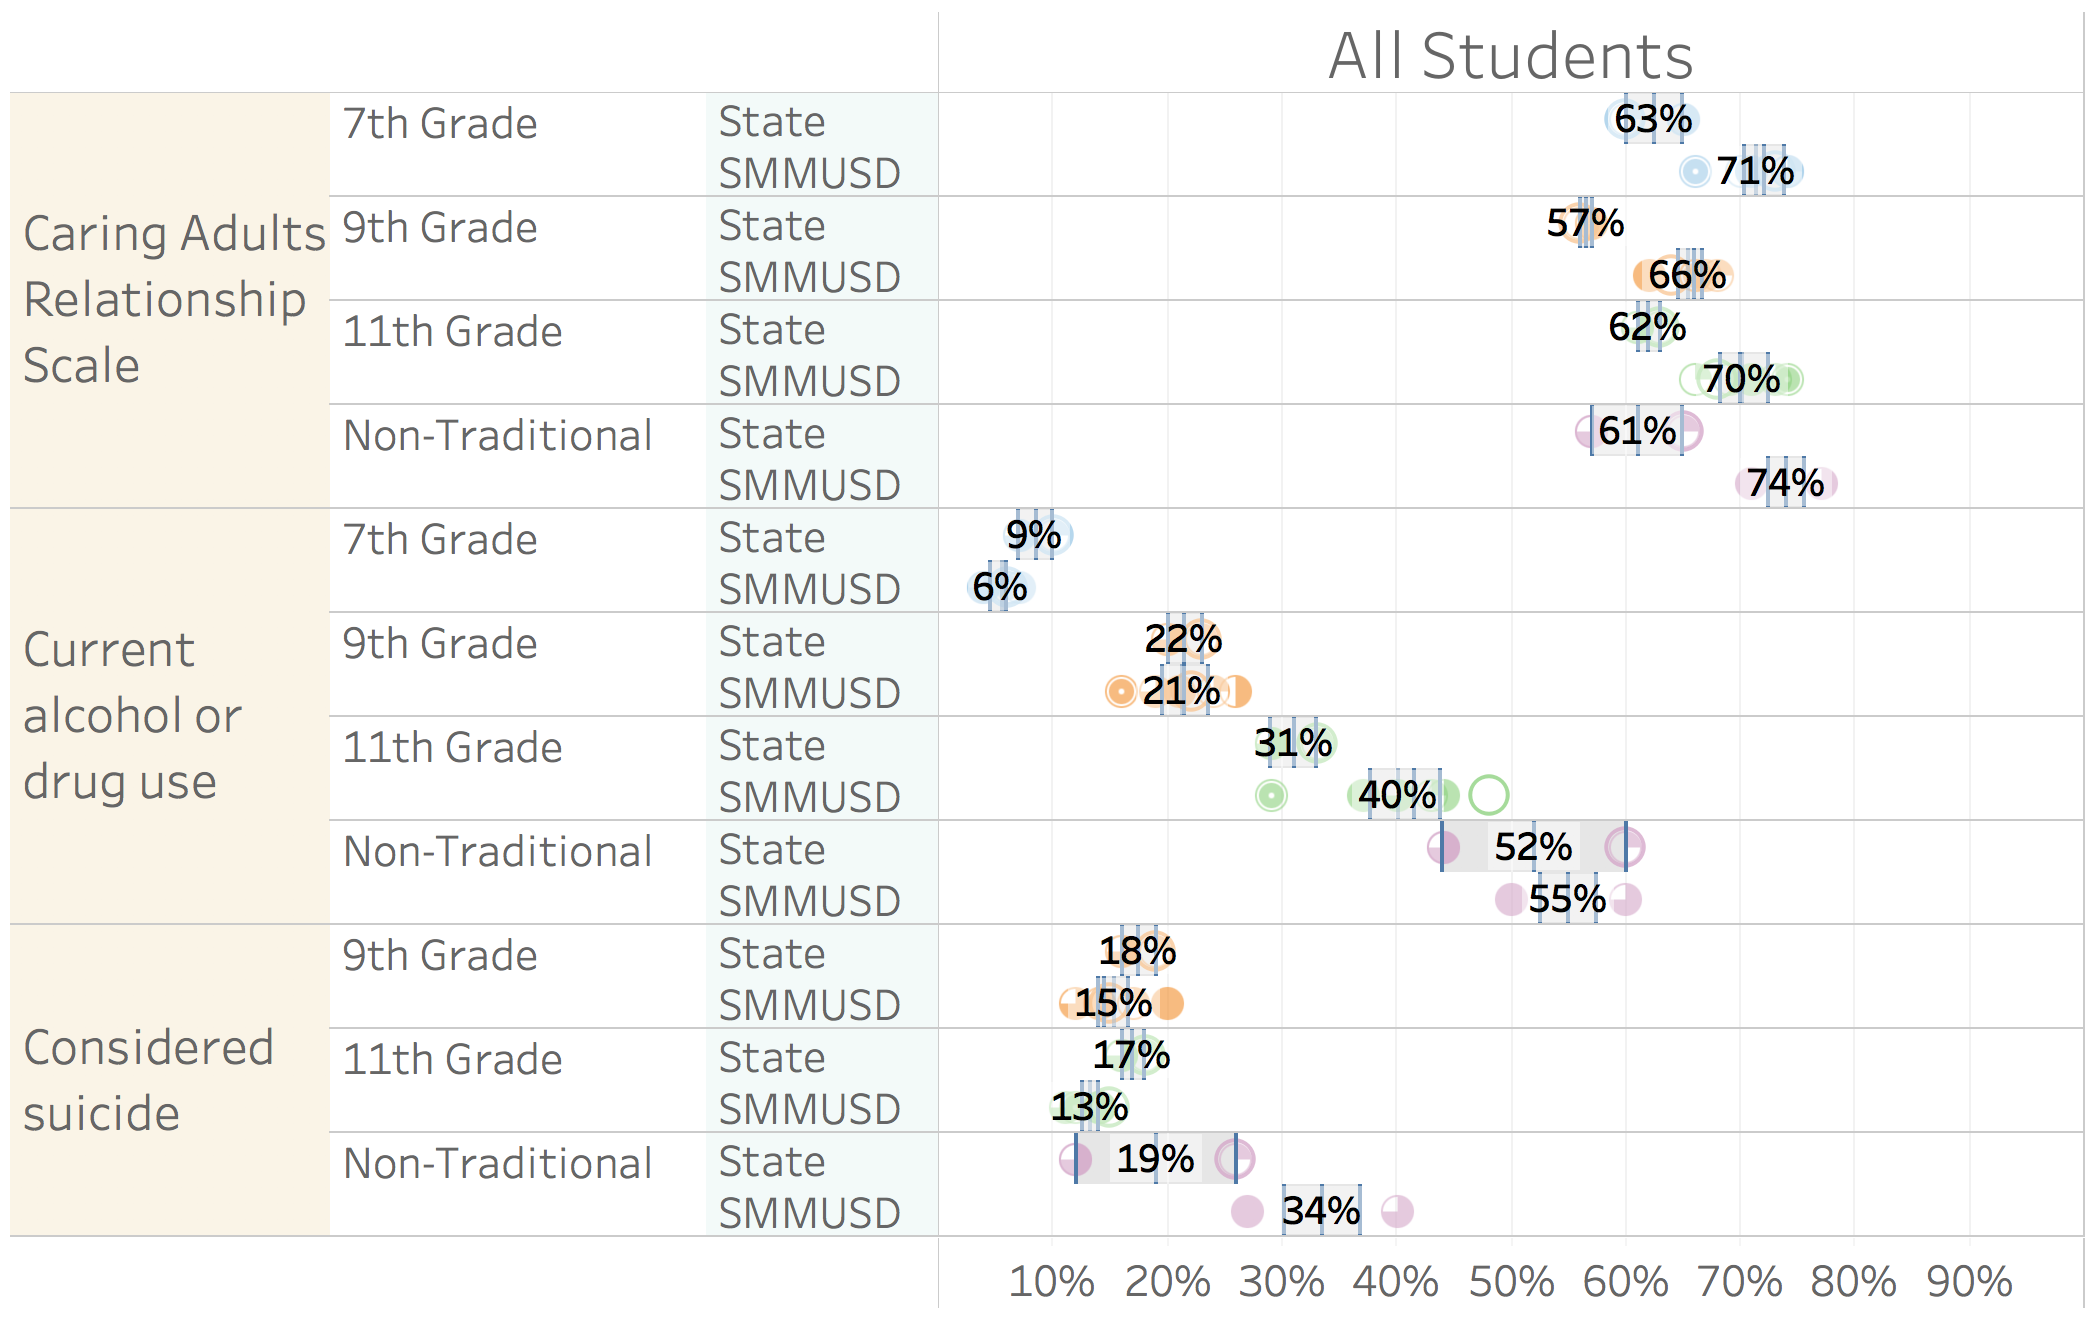 All Students
Caring Adults
Relationship
Scale
7th Grade
State
63%
SMMUSD
71%
9th Grade
State
57%
SMMUSD
66%
11th Grade
State
62%
SMMUSD
70%
Non-Traditional
State
61%
SMMUSD
74%
Current
alcohol or
drug use
7th Grade
State
9%
SMMUSD
6%
9th Grade
State
22%
SMMUSD
21%
11th Grade
State
31%
SMMUSD
40%
Non-Traditional
State
52%
SMMUSD
55%
Considered
suicide
9th Grade
State
18%
SMMUSD
15%
11th Grade
State
17%
SMMUSD
13%
Non-Traditional
State
19%
SMMUSD
34%
10% 20% 30% 40% 50% 60% 70% 80% 90%